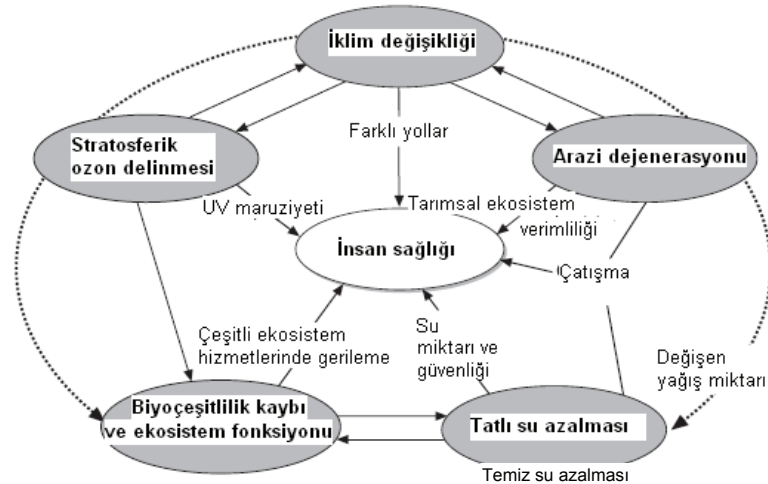 İklim değişikliği
Farklı yollar
Stratosferik
ozon delinmesi
Arazi dejenerasyonu
UV maruziyeti
Tarımsal ekosistem
verimliliği
İnsan sağlığı
Çatışma
Çeşitli ekosistem
hizmetlerinde gerileme
Su
miktarı ve
güvenliği
Değişen
yağış miktarı
Biyoçeşitlilik kaybı
ve ekosistem fonksiyonu
Tatlı su azalması
Temiz su azalması